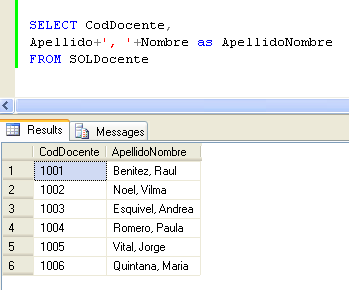 SELECT CodDocente,
Apellido+', '+Nombre as ApellidoNombre
FROM SOLDocente
Results Messages
CodDocente ApellidoNombre
1 1001 Benitez, Raul
2 1002 Noel, Vilma
3 1003 Esquivel, Andrea
4 1004 Romero, Paula
5 1005 Vital, Jorge
6 1006 Quintana, Maria